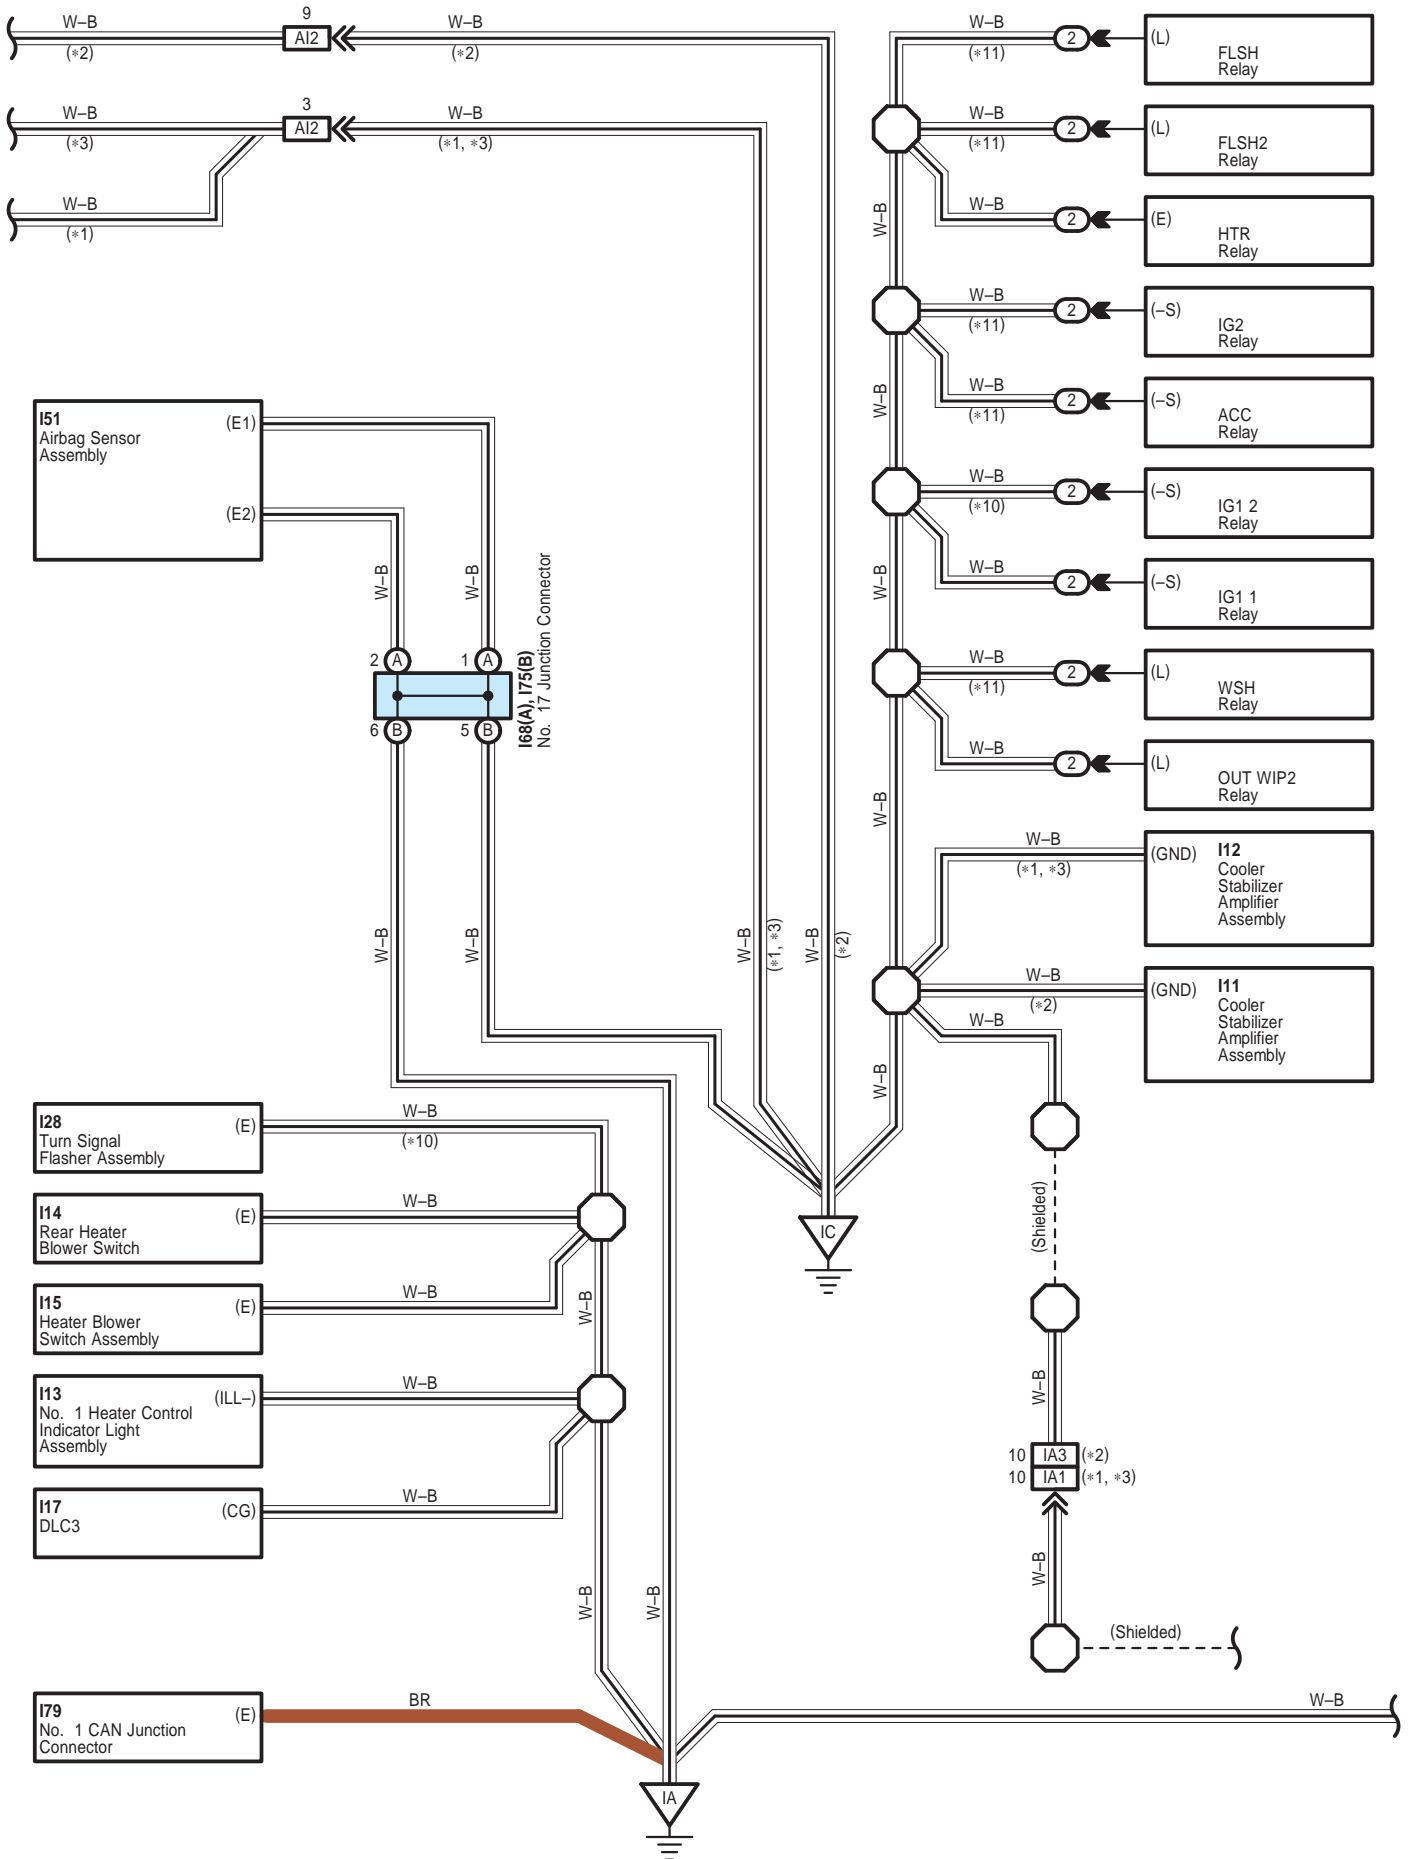 9
W–B
AI2
W–B
(*2)
(*2)
3
W–B
AI2
W–B
(*3)
(*1, *3)
W–B
(*1)
W–B
2
(L)
FLSH
Relay
(*11)
W–B
2
(L)
FLSH2
Relay
(*11)
W–B
W–B
2
(E)
HTR
Relay
W–B
2
(–S)
IG2
Relay
(*11)
W–B
W–B
2
(–S)
ACC
Relay
(*11)
W–B
2
(–S)
IG1 2
Relay
(*10)
W–B
W–B
2
(–S)
IG1 1
Relay
W–B
2
(L)
WSH
Relay
(*11)
W–B
2
(L)
OUT WIP2
Relay
W–B
W–B
(GND)
I12
Cooler
Stabilizer
Amplifier
Assembly
(*1, *3)
W–B
(GND)
I11
Cooler
Stabilizer
Amplifier
Assembly
(*2)
W–B
W–B
I51
Airbag Sensor
Assembly
(E1)
(E2)
W–B
W–B
2 A
1 A
6 B
5 B
I68(A), I75(B)
No. 17 Junction Connector
W–B
W–B
W–B
(*1, *3)
W–B
(*2)
I28
Turn Signal
Flasher Assembly
(E)
W–B
(*10)
I14
Rear Heater
Blower Switch
(E)
W–B
I15
Heater Blower
Switch Assembly
(E)
W–B
W–B
I13
No. 1 Heater Control
Indicator Light
Assembly
(ILL–)
W–B
I17
DLC3
(CG)
W–B
W–B
W–B
IC
(Shielded)
W–B
10 IA3 (*2)
10 IA1 (*1, *3)
W–B
(Shielded)
I79
No. 1 CAN Junction
Connector
(E)
BR
W–B
IA